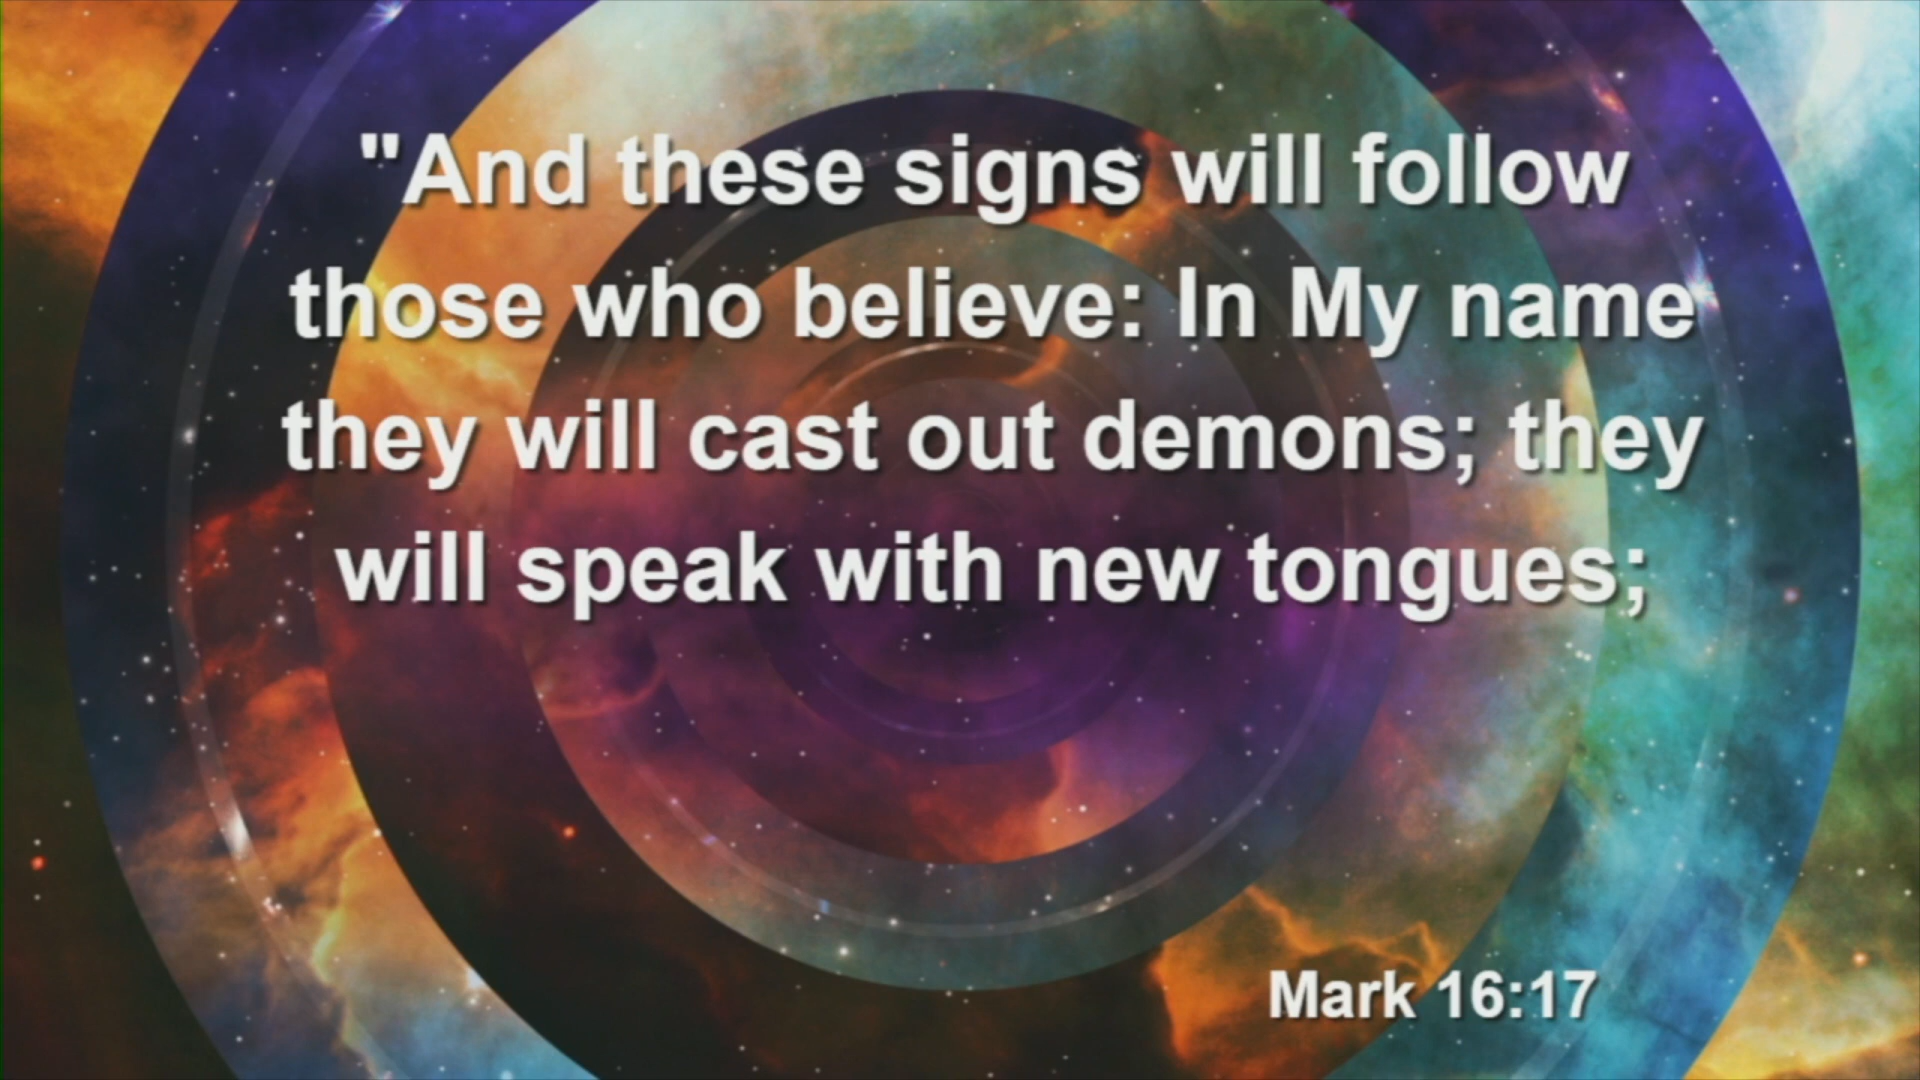 "And these signs will follow
those who believe: In My name
they will cast out demons; they
will speak with new tongues;
Mark 16:17